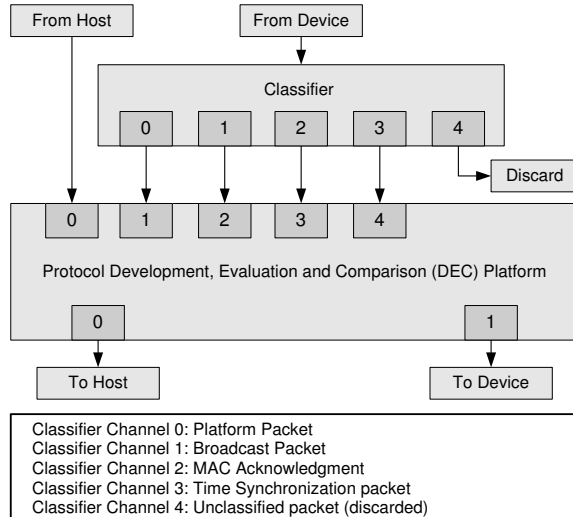 From Host
From Device
Classifier
0 1 2 3 4
Discard
0 1 2 3 4
Protocol Development, Evaluation and Comparison (DEC) Platform
0 1
To Host
To Device
Classifier Channel 0: Platform Packet
Classifier Channel 1: Broadcast Packet
Classifier Channel 2: MAC Acknowledgment
Classifier Channel 3: Time Synchronization packet
Classifier Channel 4: Unclassified packet (discarded)